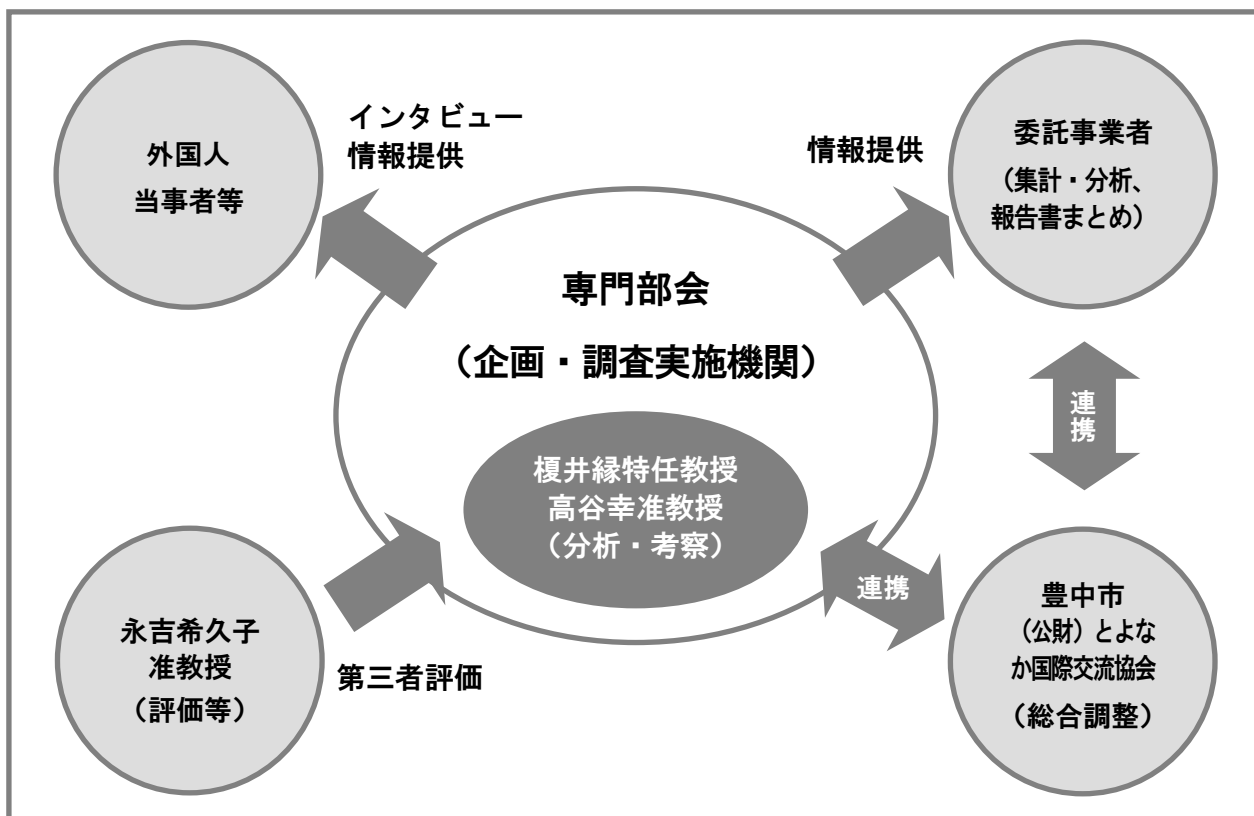 外国人
当事者等
インタビュー
情報提供
情報提供
委託事業者
（集計・分析、
報告書まとめ）
専門部会
（企画・調査実施機関）
榎井縁特任教授
高谷幸准教授
（分析・考察）
連携
連携
永吉希久子
准教授
（評価等）
第三者評価
豊中市
（公財）とよな
か国際交流協会
（総合調整）